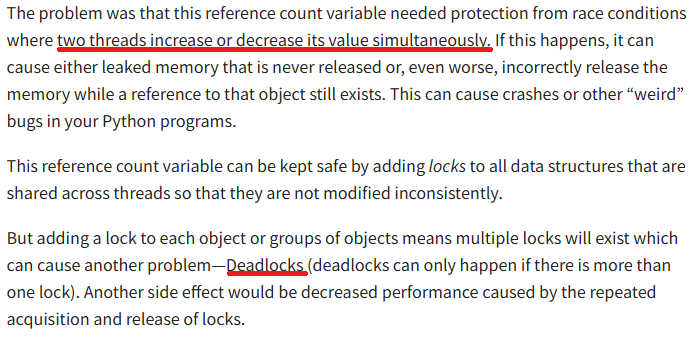 The problem was that this reference count variable needed protection from race conditions
where two threads increase or decrease its value simultaneously. If this happens, it can
cause either leaked memory that is never released or, even worse, incorrectly release the
memory while a reference to that object still exists. This can cause crashes or other “weird”
bugs in your Python programs.
This reference count variable can be kept safe by adding locks to all data structures that are
shared across threads so that they are not modified inconsistently.
But adding a lock to each object or groups of objects means multiple locks will exist which
can cause another problem—Deadlocks (deadlocks can only happen if there is more than
one lock). Another side effect would be decreased performance caused by the repeated
acquisition and release of locks.